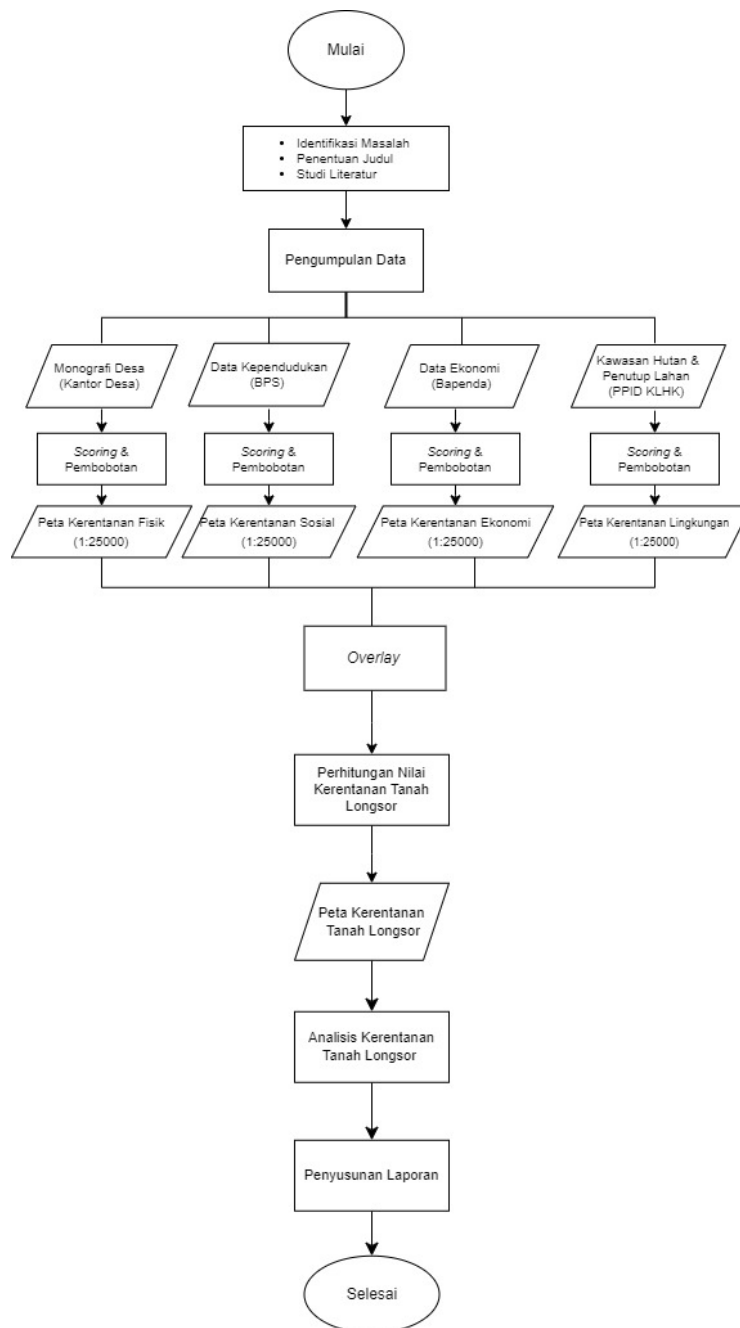 Mulai
▪ Identifikasi Masalah
▪ Penentuan Judul
▪ Studi Literatur
Pengumpulan Data
Monografi Desa
(Kantor Desa)
Data Kependudukan
(BPS)
Data Ekonomi
(Bapenda)
Kawasan Hutan &
Penutup Lahan
(PPID KLHK)
Scoring &
Pembobotan
Scoring &
Pembobotan
Scoring &
Pembobotan
Scoring &
Pembobotan
Peta Kerentanan Fisik
(1:25000)
Peta Kerentanan Sosial
(1:25000)
Peta Kerentanan Ekonomi
(1:25000)
Peta Kerentanan Lingkungan
(1:25000)
Overlay
Perhitungan Nilai
Kerentanan Tanah
Longsor
Peta Kerentanan
Tanah Longsor
Analisis Kerentanan
Tanah Longsor
Penyusunan Laporan
Selesai